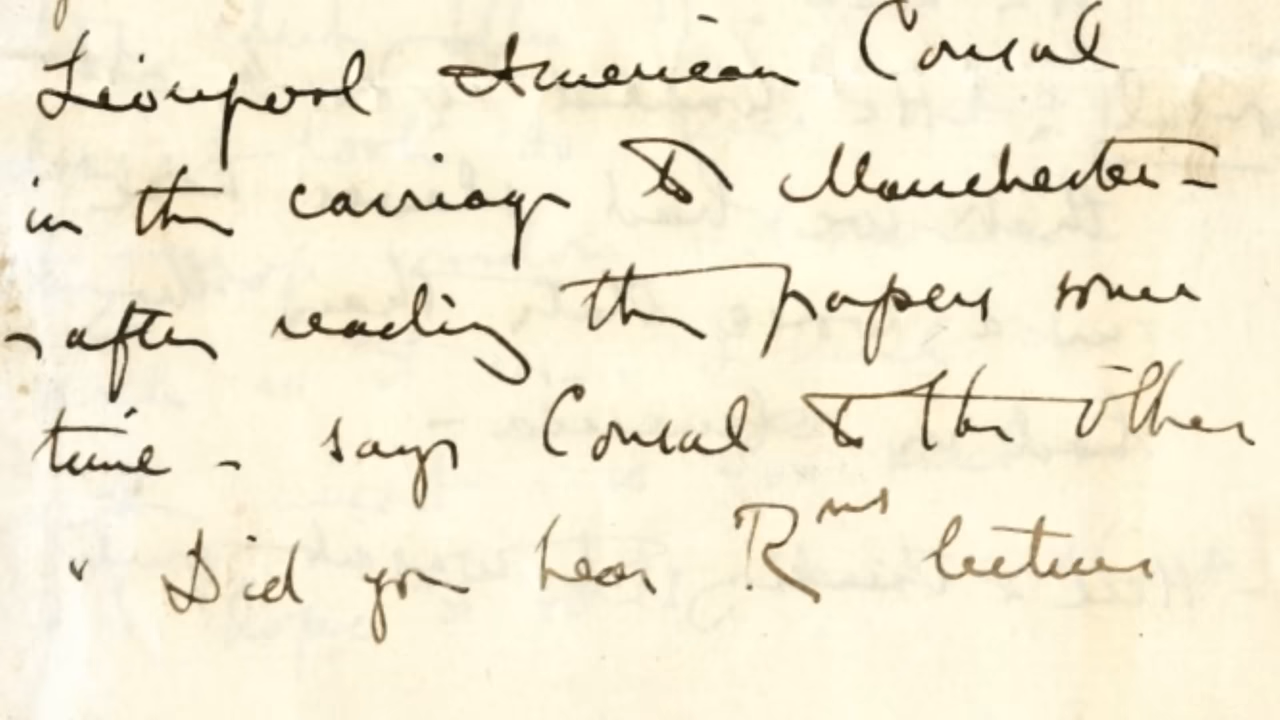 Liverpool American Consul
in the carriage to Manchester -
after reading the papers some
time - says Consul to the other
" Did you hear R^ms lecture